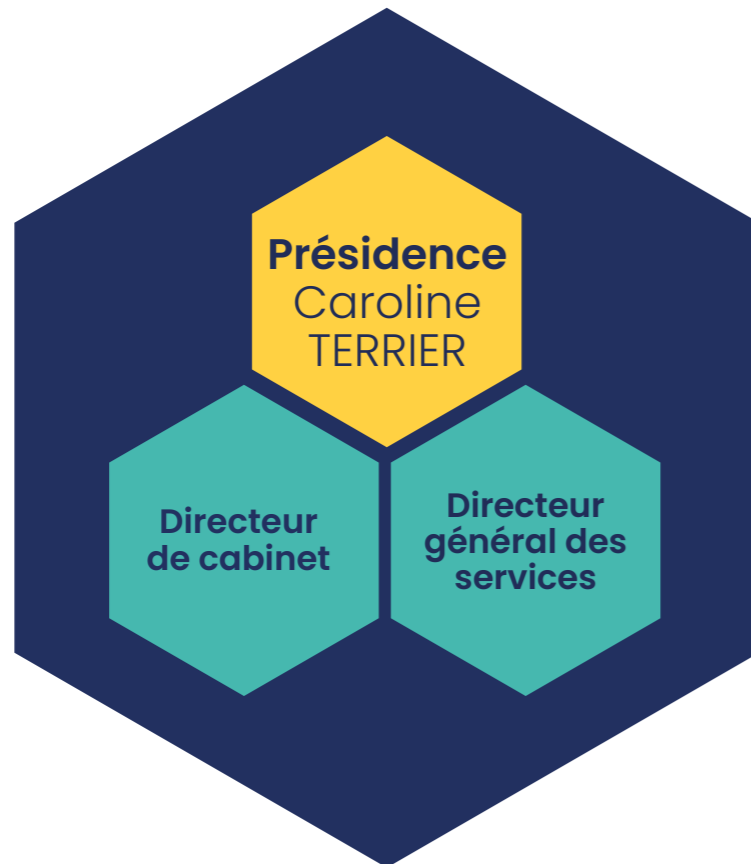 Présidence
Caroline
TERRIER
Directeur
de cabinet
Directeur
général des
services